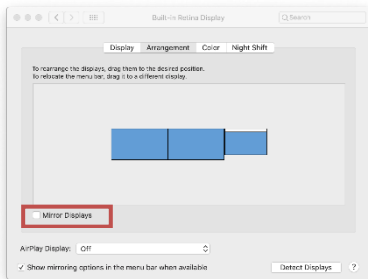 Built-in Retina Display
Search
Display Arrangement Color Night Shift
To rearrange the displays, drag them to the desired position.
To relocate the menu bar, drag it to a different display.
Mirror Displays
AirPlay Display: Off
Show mirroring options in the menu bar when available
Detect Displays ?